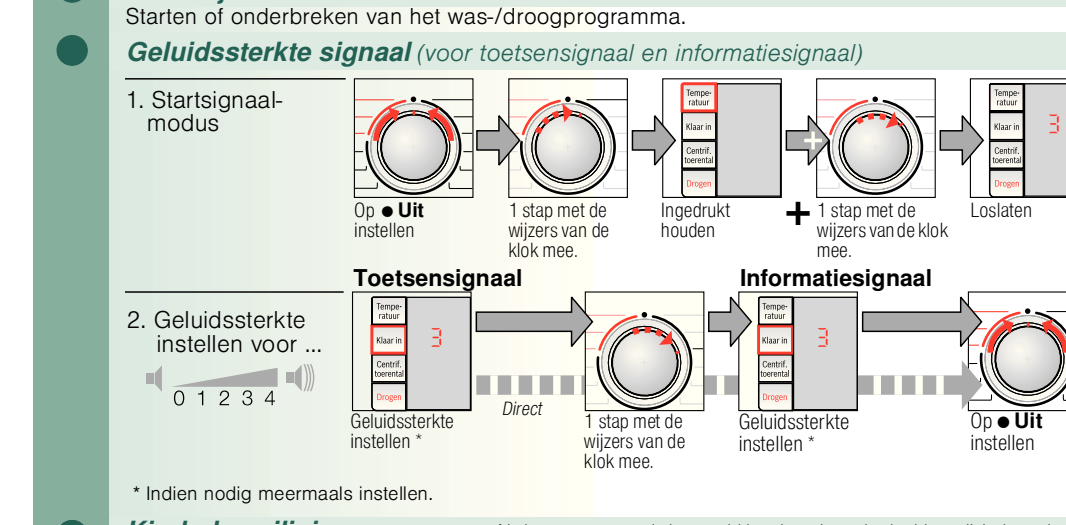 Starten of onderbreken van het was-/droogprogramma.
Geluidssterkte signaal (voor toetsensignaal en informatiesignaal)
1. Startsignaal-
modus
Tempe-
ratuur
Klaar in
Centrif.
toerental
Drogen
+
Tempe-
ratuur
Klaar in
Centrif.
toerental
Drogen
3
Op ● Uit
instellen
1 stap met de
wijzers van de
klok mee.
Ingedrukt
houden
+
1 stap met de
wijzers van de klok
mee.
Loslaten
Toetsensignaal
Informatiesignaal
2. Geluidssterkte
instellen voor ...
0 1 2 3 4
Tempe-
ratuur
Klaar in
Centrif.
toerental
Drogen
3
Direct
Tempe-
ratuur
Klaar in
Centrif.
toerental
Drogen
3
Geluidssterkte
instellen *
1 stap met de
wijzers van de
klok mee.
Geluidssterkte
instellen *
Op ● Uit
instellen
* Indien nodig meermaals instellen.